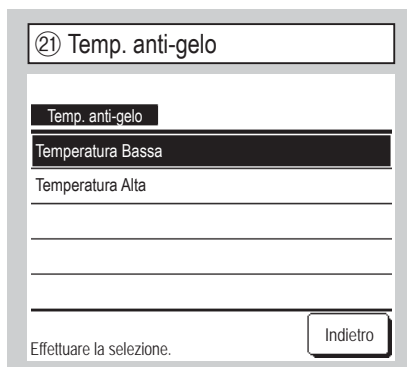 ㉑ Temp. anti-gelo
Temp. anti-gelo
Temperatura Bassa
Temperatura Alta
Effettuare la selezione.
Indietro